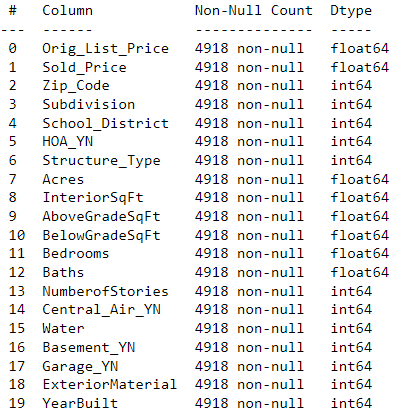 #   Column            Non-Null Count  Dtype
---  ------            --------------  -----
 0   Orig_List_Price   4918 non-null   float64
 1   Sold_Price        4918 non-null   float64
 2   Zip_Code          4918 non-null   int64
 3   Subdivision       4918 non-null   int64
 4   School_District   4918 non-null   int64
 5   HOA_YN            4918 non-null   int64
 6   Structure_Type    4918 non-null   int64
 7   Acres             4918 non-null   float64
 8   InteriorSqFt      4918 non-null   float64
 9   AboveGradeSqFt    4918 non-null   float64
 10  BelowGradeSqFt    4918 non-null   float64
 11  Bedrooms          4918 non-null   float64
 12  Baths             4918 non-null   float64
 13  NumberofStories   4918 non-null   int64
 14  Central_Air_YN    4918 non-null   int64
 15  Water             4918 non-null   int64
 16  Basement_YN       4918 non-null   int64
 17  Garage_YN         4918 non-null   int64
 18  ExteriorMaterial  4918 non-null   int64
 19  YearBuilt         4918 non-null   int64